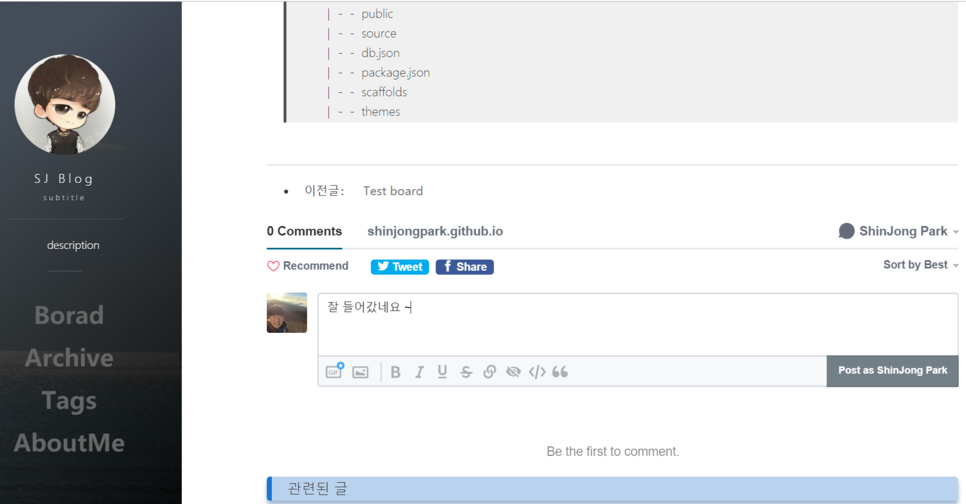 SJ Blog
subtitle
description
Borad
Archive
Tags
AboutMe
| - - public
| - - source
| - - db.json
| - - package.json
| - - scaffolds
| - - themes
• 이전글: Test board
0 Comments shinjongpark.github.io ShinJong Park
Recommend Tweet Share Sort by Best
잘 들어갔네요 ~
GIF B I U S </> Post as ShinJong Park
Be the first to comment.
관련된 글